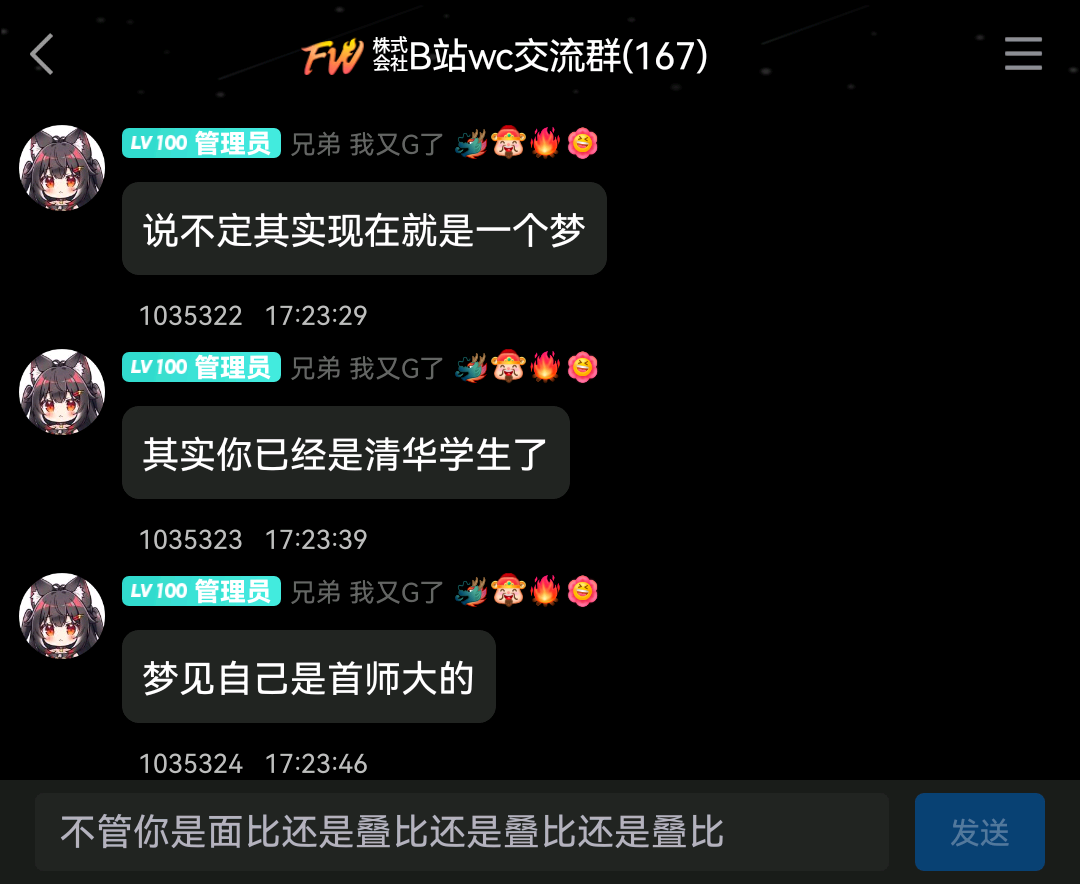 FW 株式会社B站wc交流群(167)
LV100 管理员 兄弟 我又G了
说不定其实现在就是一个梦
1035322 17:23:29
LV100 管理员 兄弟 我又G了
其实你已经是清华学生了
1035323 17:23:39
LV100 管理员 兄弟 我又G了
梦见自己是首师大的
1035324 17:23:46
不管你是面比还是叠比还是叠比还是叠比 发送